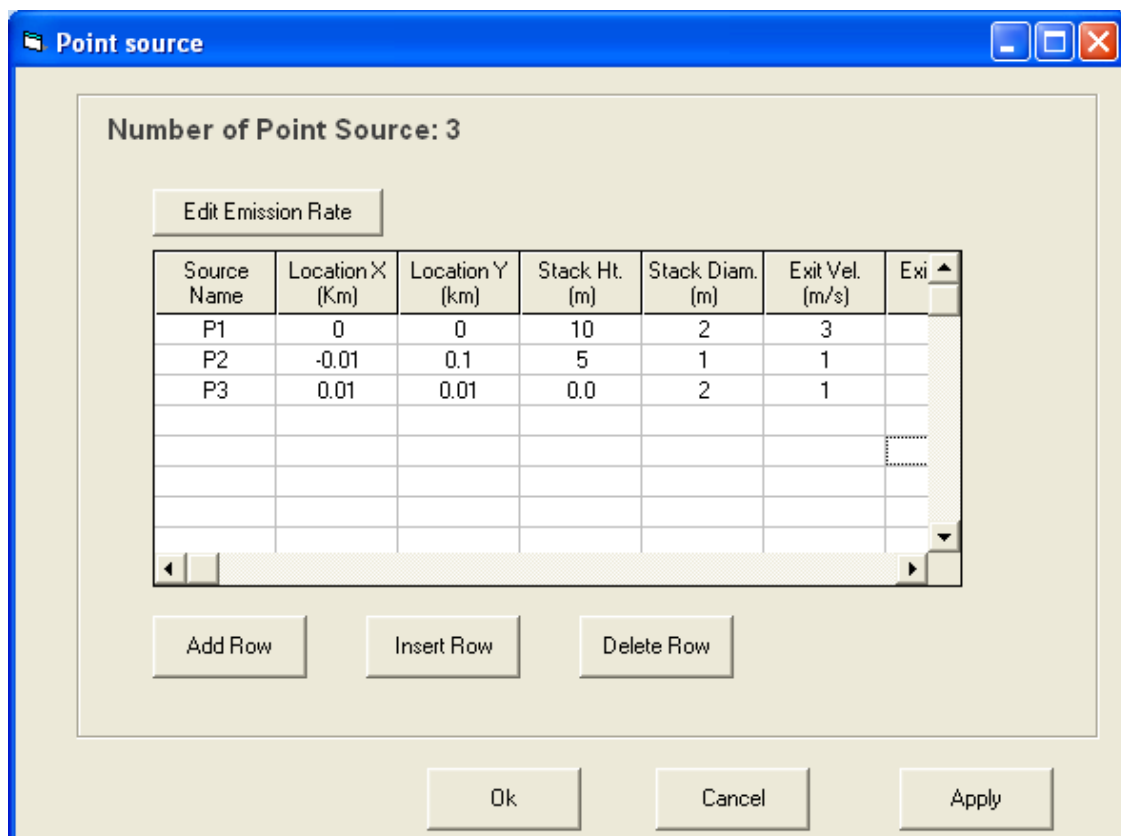 Point source
Number of Point Source: 3
Edit Emission Rate
Source Name Location X (Km) Location Y (km) Stack Ht. (m) Stack Diam. (m) Exit Vel. (m/s) Exi
P1 0 0 10 2 3
P2 -0.01 0.1 5 1 1
P3 0.01 0.01 0.0 2 1
Add Row Insert Row Delete Row
Ok Cancel Apply